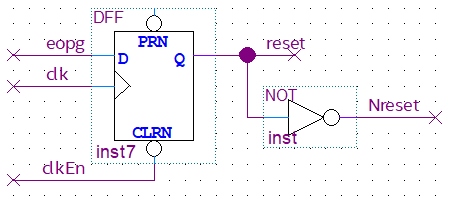 DFF
PRN
eopg
D
Q
reset
clk
NOT
Nreset
CLRN
inst
inst7
clkEn